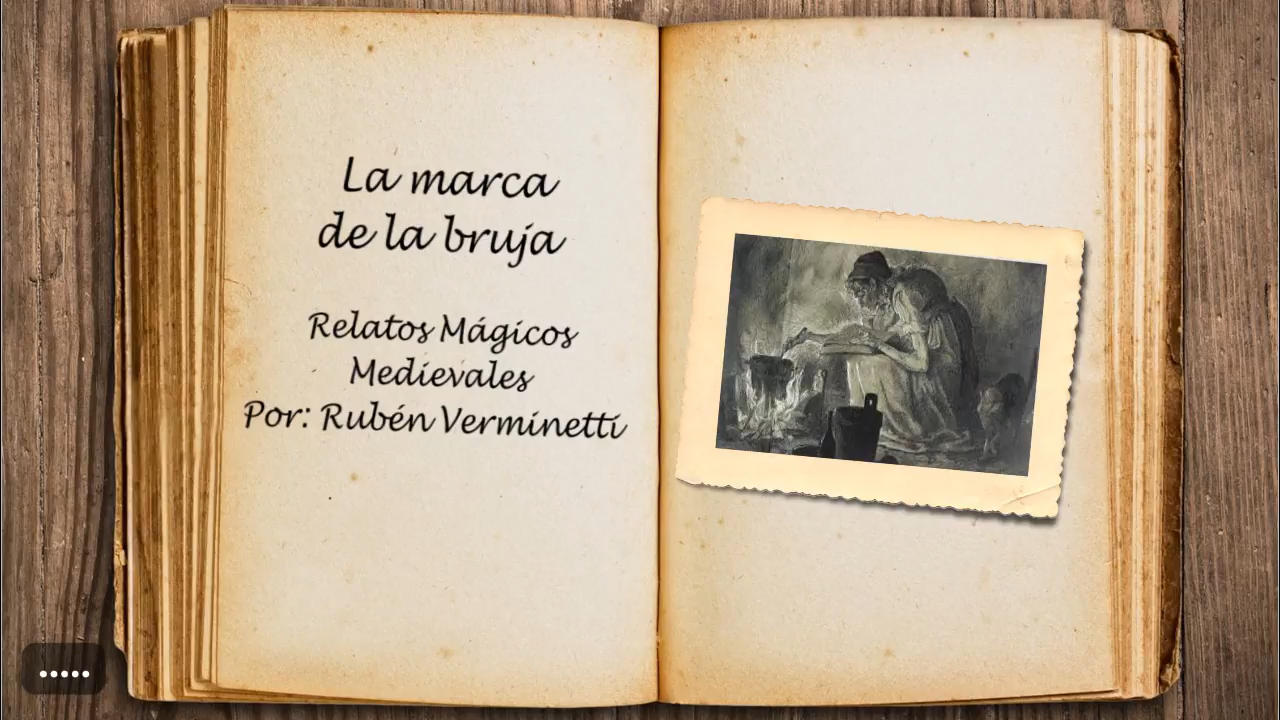 La marca
de la bruja
Relatos Mágicos
Medievales
Por: Rubén Verminetti